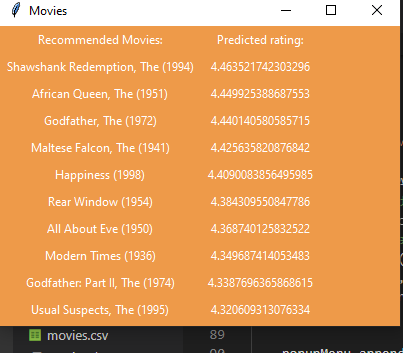 Movies
Recommended Movies: Predicted rating:
Shawshank Redemption, The (1994) 4.463521742303296
African Queen, The (1951) 4.449925388687553
Godfather, The (1972) 4.440140580585715
Maltese Falcon, The (1941) 4.425635820876842
Happiness (1998) 4.4090083856495985
Rear Window (1954) 4.384309550847786
All About Eve (1950) 4.368740125832522
Modern Times (1936) 4.349687414053483
Godfather: Part II, The (1974) 4.3387696365868615
Usual Suspects, The (1995) 4.320609313076334
movies.csv 89